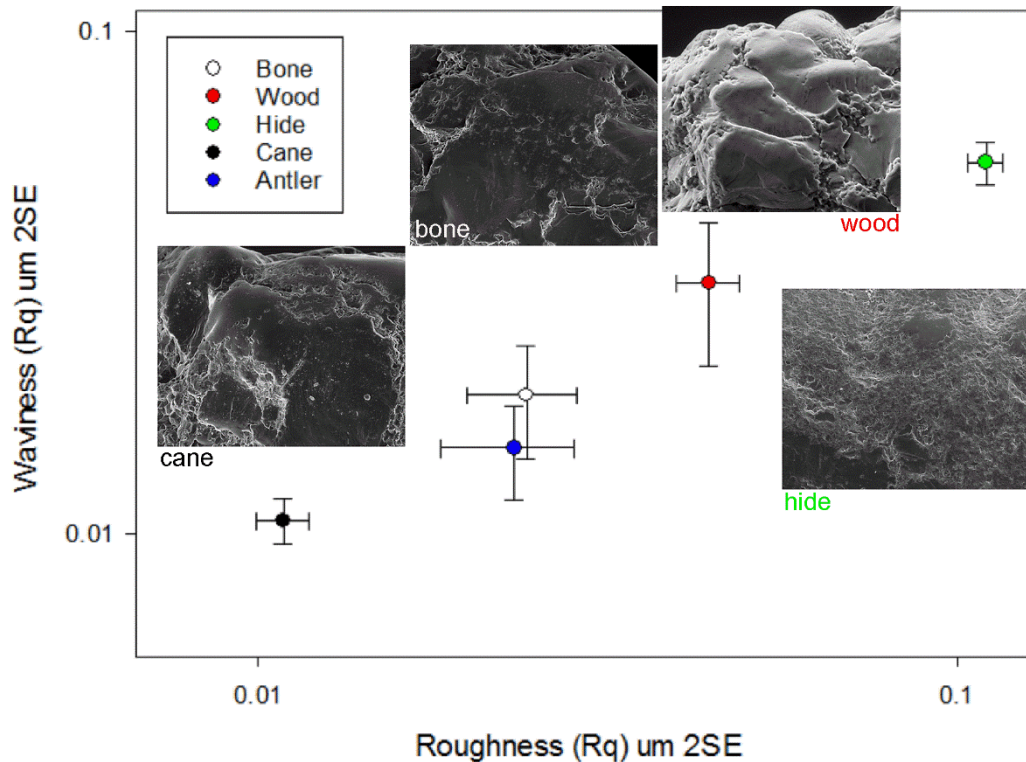 0.1
Bone
Wood
Hide
Cane
Antler
bone
wood
cane
hide
Waviness (Rq) um 2SE
0.01
0.01
0.1
Roughness (Rq) um 2SE